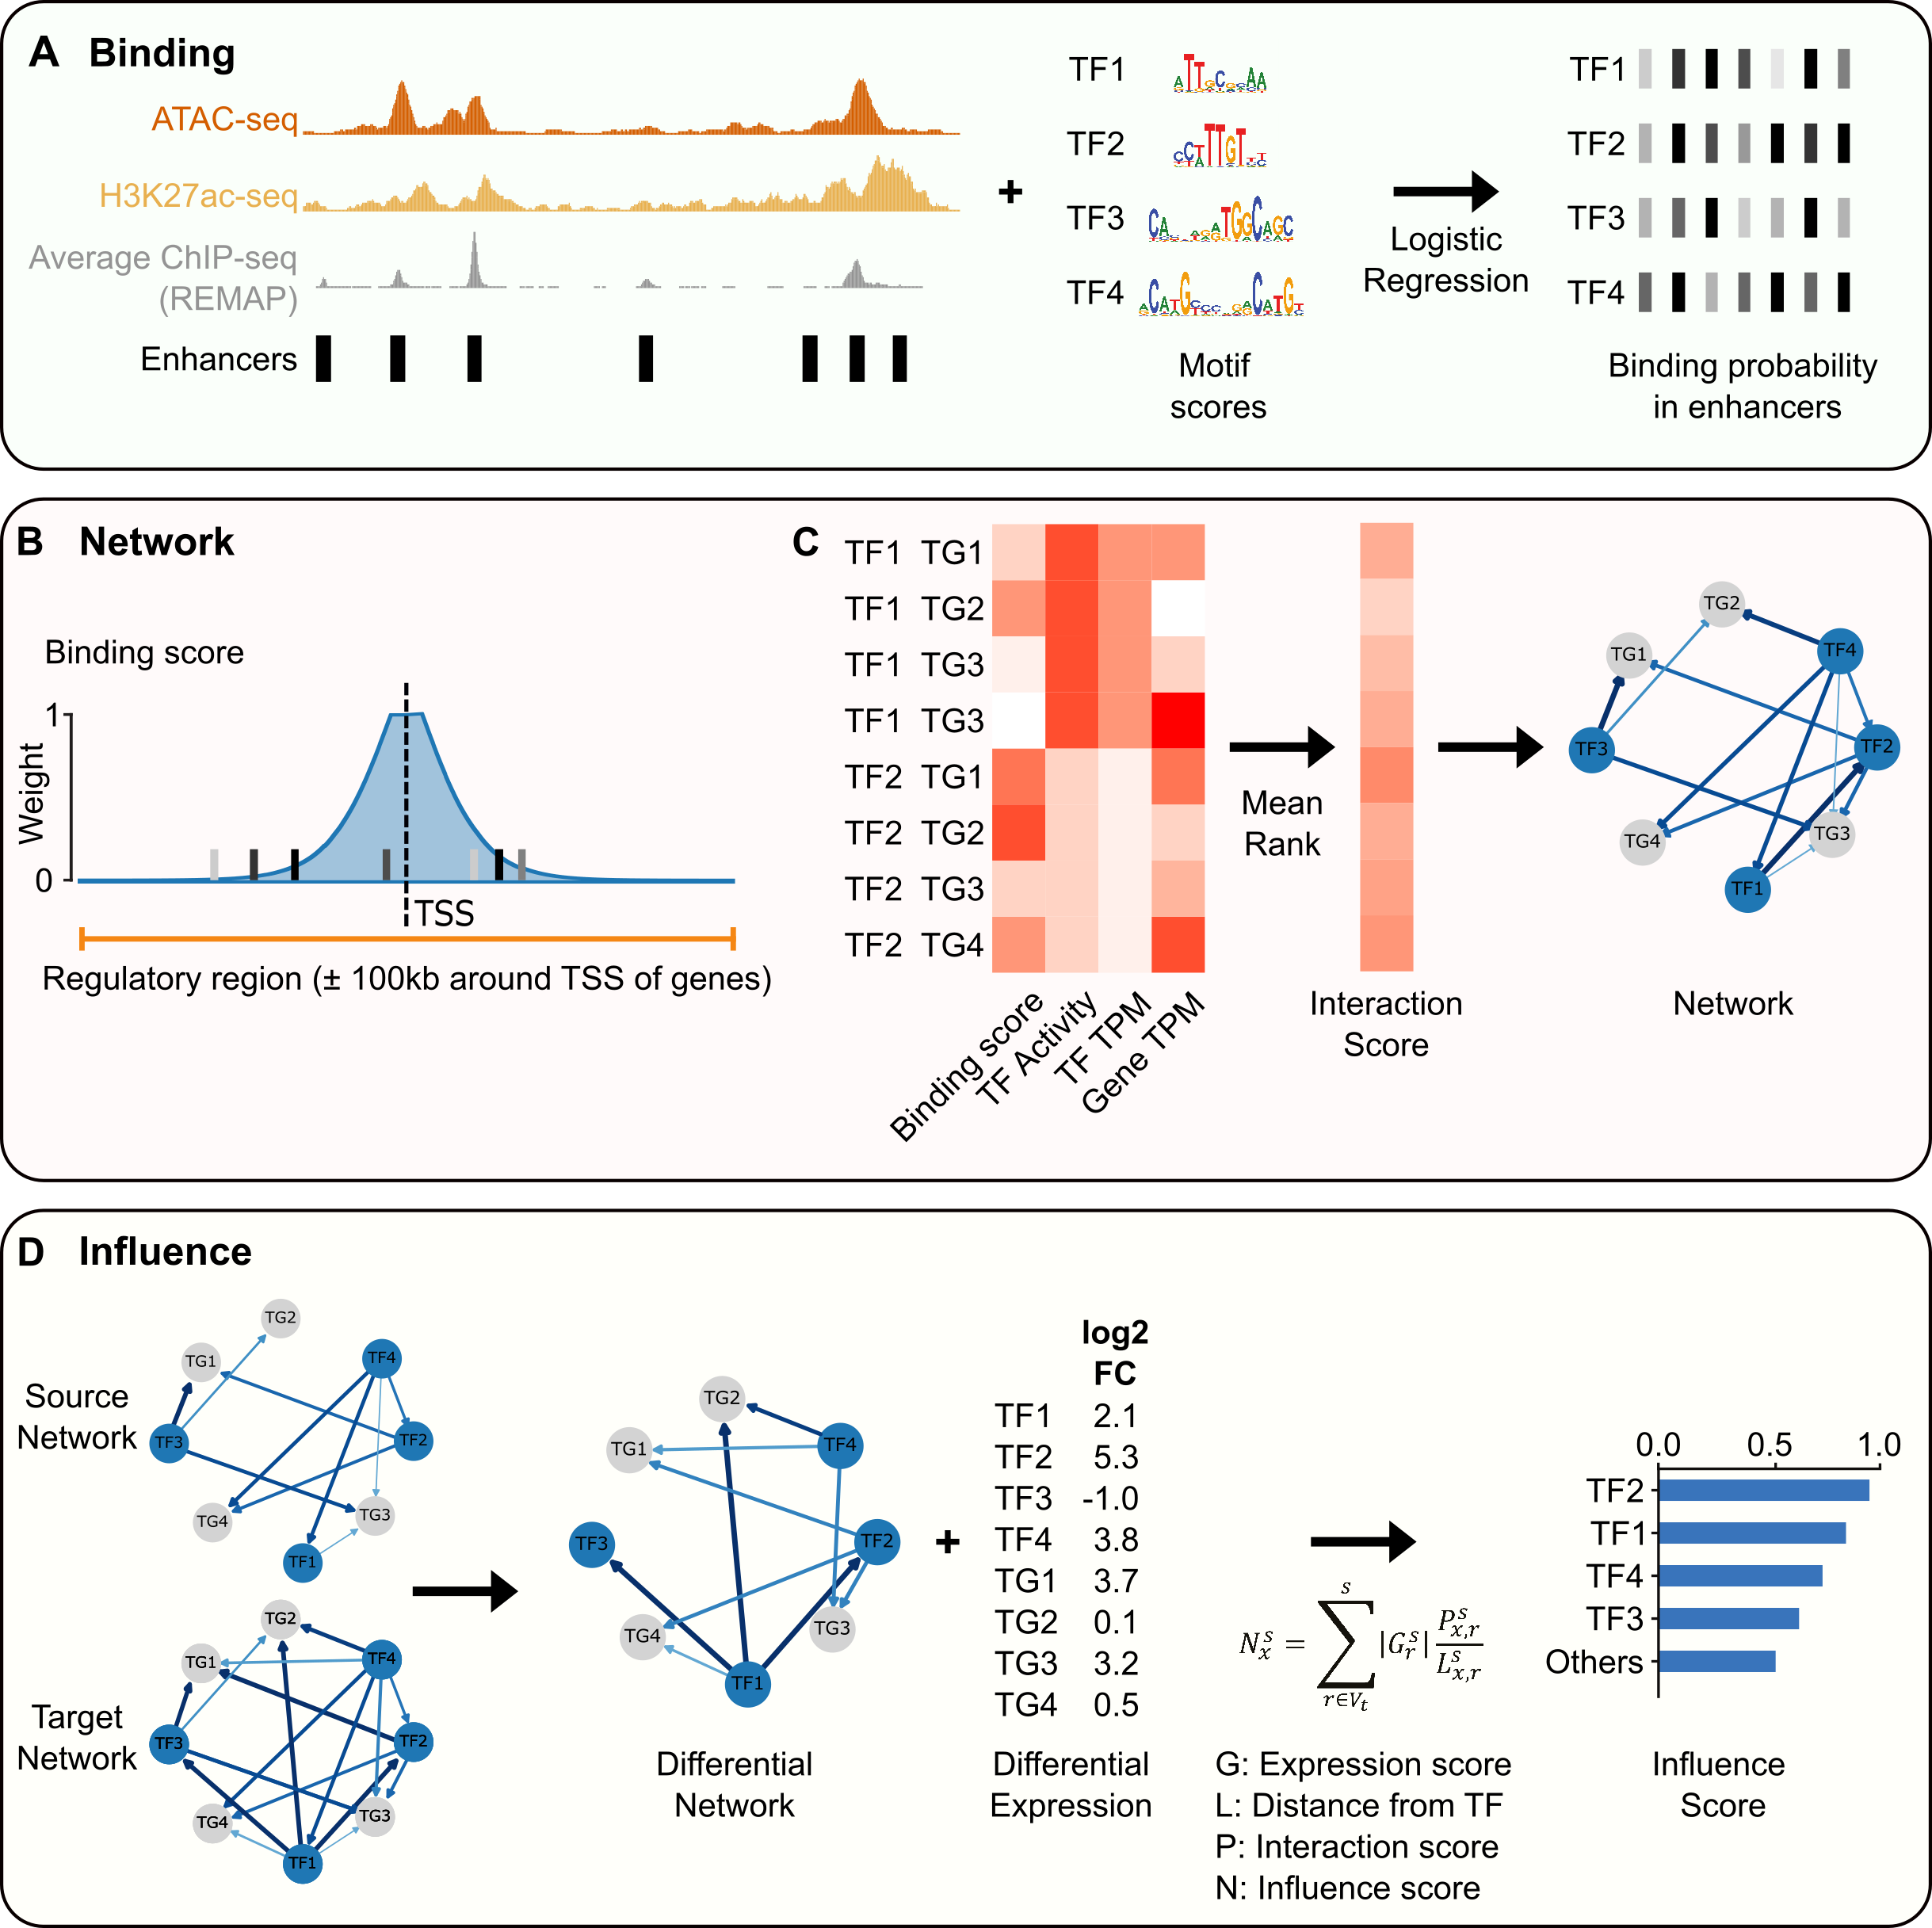 A Binding
ATAC-seq
H3K27ac-seq
Average ChIP-seq
(REMAP)
Enhancers
+
TF1
TF2
TF3
TF4
Motif
scores
Logistic
Regression
TF1
TF2
TF3
TF4
Binding probability
in enhancers
B Network
Binding score
Weight
1
0
TSS
Regulatory region (± 100kb around TSS of genes)
C
TF1 TG1
TF1 TG2
TF1 TG3
TF1 TG3
TF2 TG1
TF2 TG2
TF2 TG3
TF2 TG4
Binding score
TF Activity
TF TPM
Gene TPM
Mean
Rank
Interaction
Score
TG2
TF4
TG1
TF2
TF3
TG3
TG4
TF1
Network
D Influence
Source
Network
TG2
TF4
TG1
TF2
TF3
TG3
TG4
TF1
Target
Network
TG2
TF4
TG1
TF2
TF3
TG3
TG4
TF1
TG2
TF4
TG1
TF2
TF3
TG3
TG4
TF1
Differential
Network
+
log2
FC
TF1 2.1
TF2 5.3
TF3 -1.0
TF4 3.8
TG1 3.7
TG2 0.1
TG3 3.2
TG4 0.5
Differential
Expression
N_x^s = ∑_{r∈V_t}^s |G_r^s| P_{x,r}^s / L_{x,r}^s
G: Expression score
L: Distance from TF
P: Interaction score
N: Influence score
0.0 0.5 1.0
TF2
TF1
TF4
TF3
Others
Influence
Score